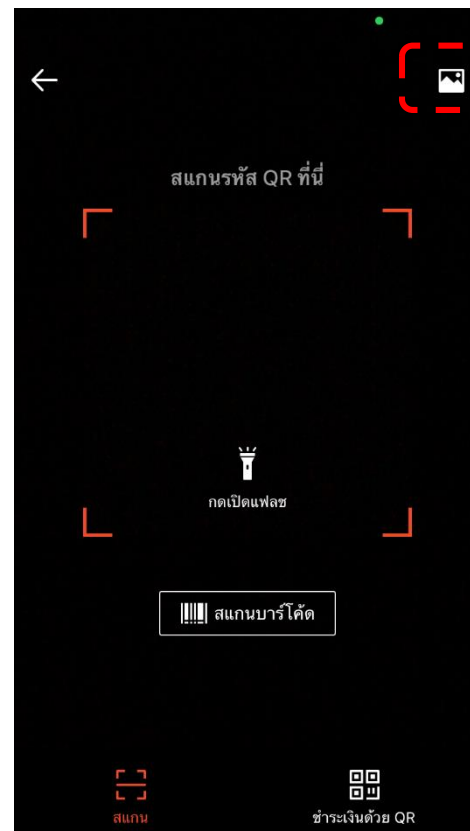 สแกนรหัส QR ที่นี่
กดเปิดแฟลช
สแกนบาร์โค้ด
สแกน
ชำระเงินด้วย QR